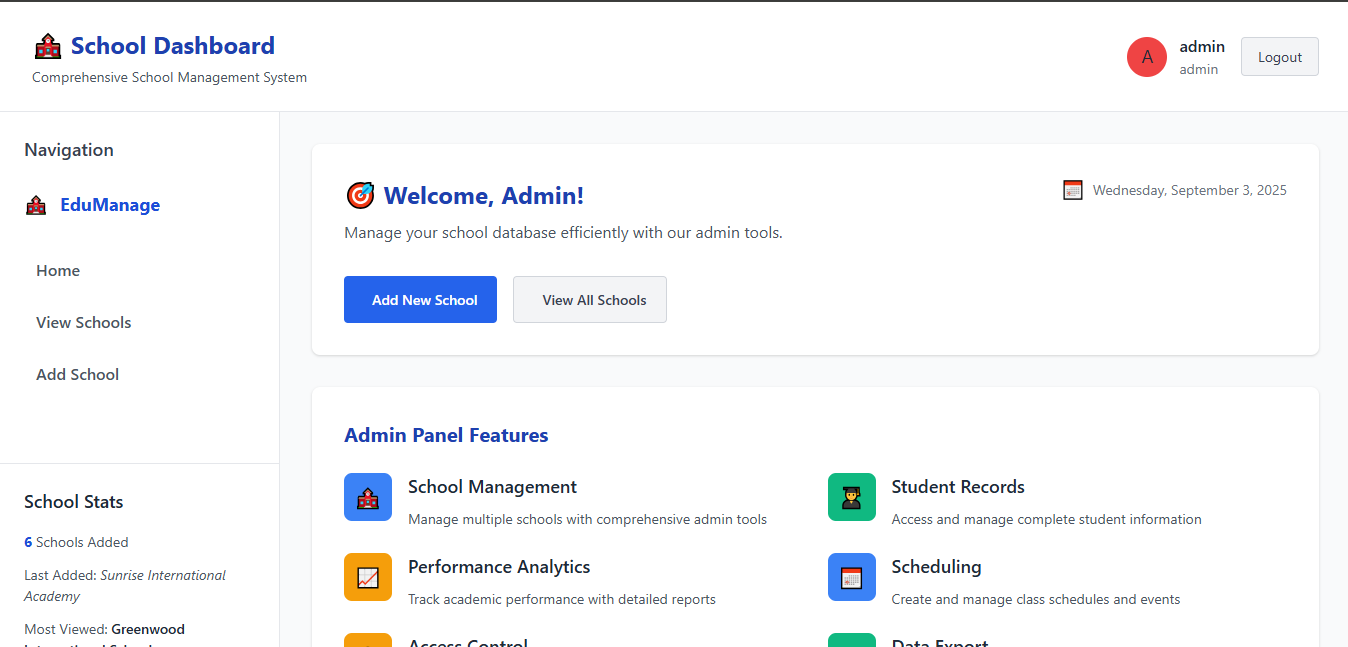 School Dashboard
Comprehensive School Management System
A
admin
admin
Logout
Navigation
EduManage
Home
View Schools
Add School
School Stats
6 Schools Added
Last Added: Sunrise International
Academy
Most Viewed: Greenwood
Welcome, Admin!
Wednesday, September 3, 2025
Manage your school database efficiently with our admin tools.
Add New School
View All Schools
Admin Panel Features
School Management
Manage multiple schools with comprehensive admin tools
Student Records
Access and manage complete student information
Performance Analytics
Track academic performance with detailed reports
Scheduling
Create and manage class schedules and events
Access Control
Data Export